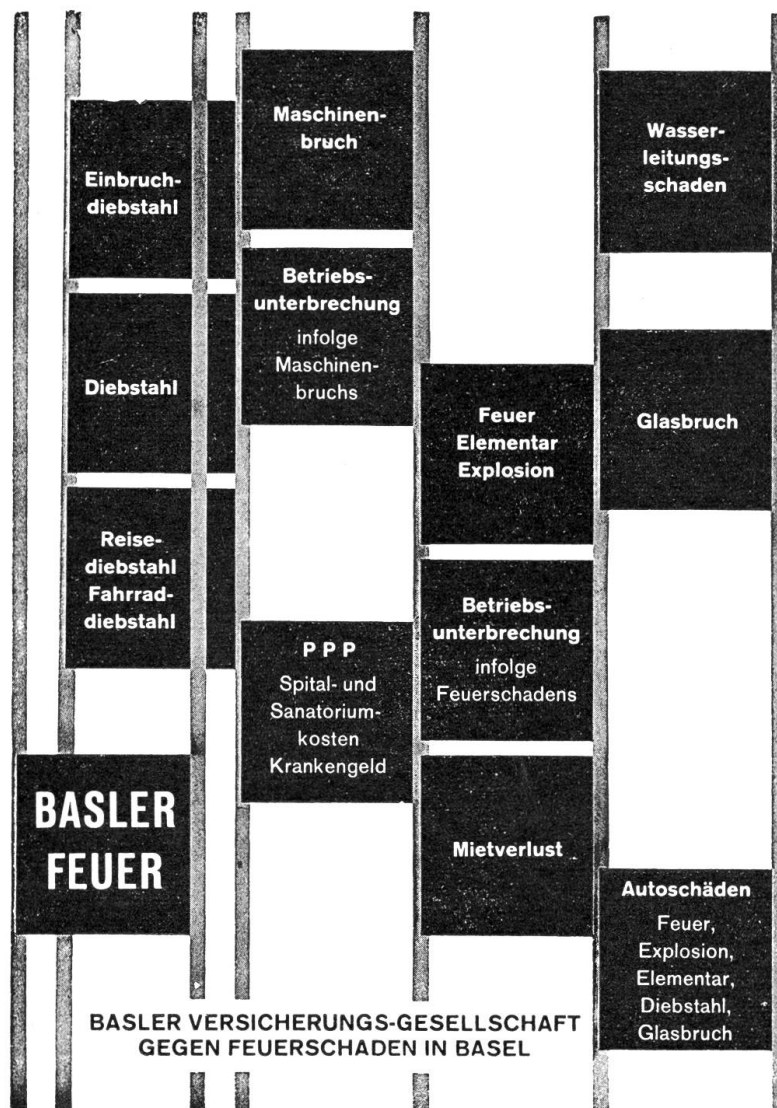 Einbruch-
diebstahl
Diebstahl
Reise-
diebstahl
Fahrrad-
diebstahl
BASLER
FEUER
Maschinen-
bruch
Betriebs-
unterbrechung
infolge
Maschinen-
bruchs
P P P
Spital- und
Sanatorium-
kosten
Krankengeld
Feuer
Elementar
Explosion
Betriebs-
unterbrechung
infolge
Feuerschadens
Mietverlust
Wasser-
leitungs-
schaden
Glasbruch
Autoschäden
Feuer,
Explosion,
Elementar,
Diebstahl,
Glasbruch
BASLER VERSICHERUNGS-GESELLSCHAFT
GEGEN FEUERSCHADEN IN BASEL